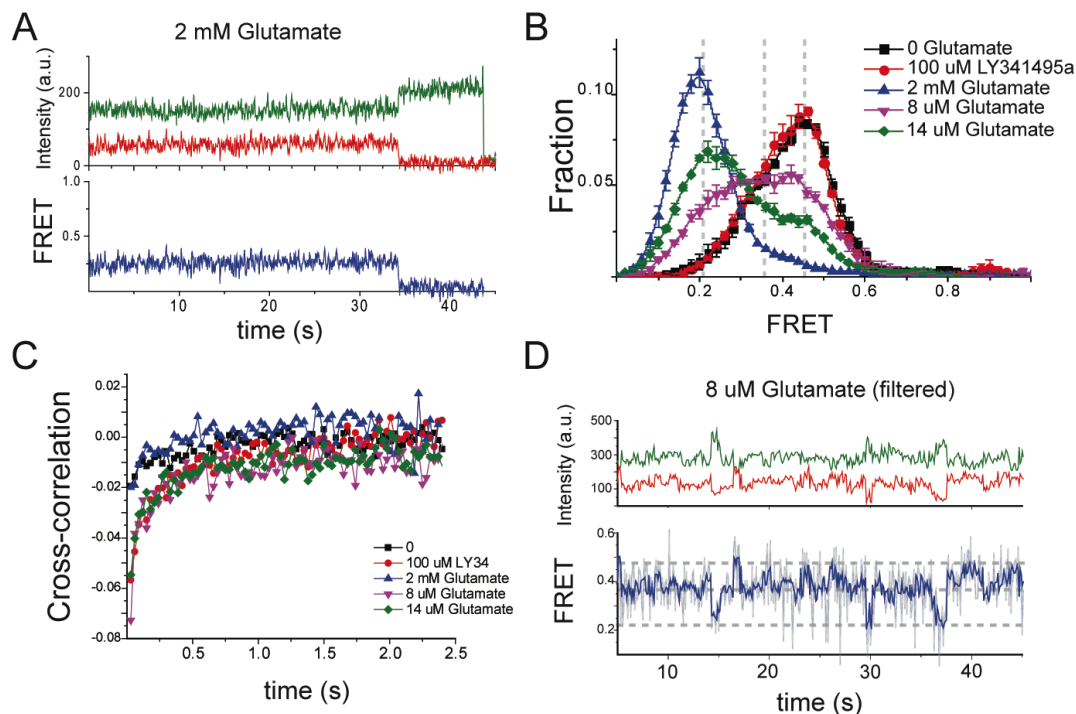 A
2 mM Glutamate
Intensity (a.u.)
200
0
FRET
1.0
0.5
10 20 30 40
time (s)
B
0 Glutamate
100 uM LY341495a
2 mM Glutamate
8 uM Glutamate
14 uM Glutamate
Fraction
0.10
0.05
0.2 0.4 0.6 0.8
FRET
C
Cross-correlation
0.02
0.00
-0.02
-0.04
-0.06
-0.08
0
100 uM LY34
2 mM Glutamate
8 uM Glutamate
14 uM Glutamate
0.5 1.0 1.5 2.0 2.5
time (s)
D
8 uM Glutamate (filtered)
Intensity (a.u.)
500
300
100
FRET
0.6
0.4
0.2
10 20 30 40
time (s)